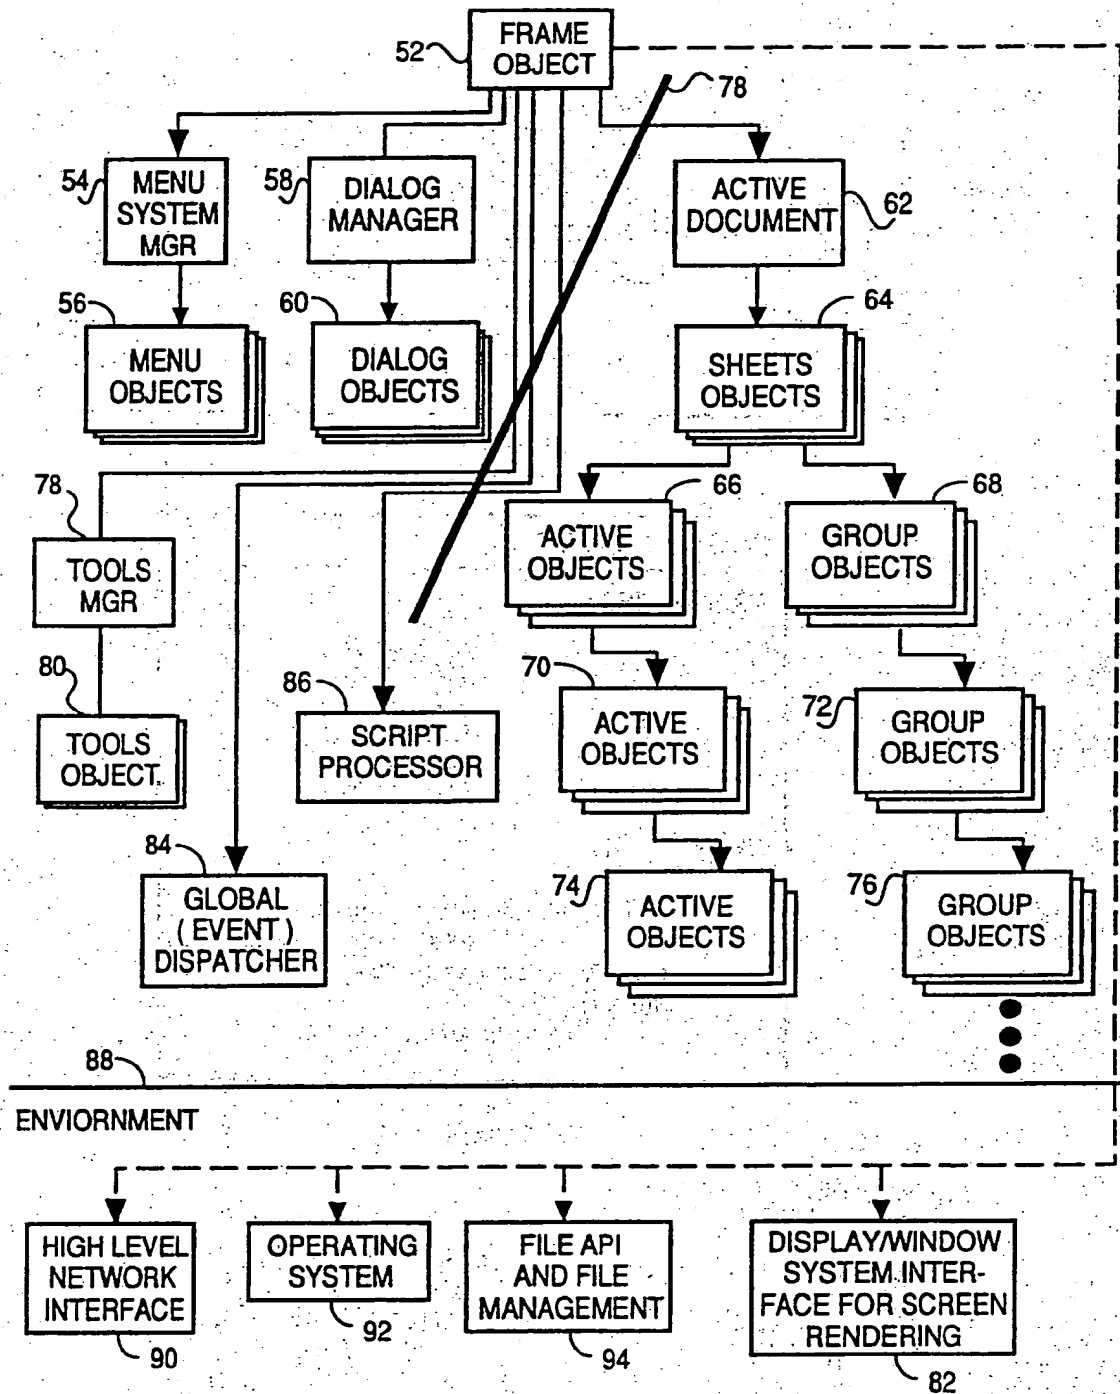 FRAME
OBJECT
52
78
54
MENU
SYSTEM
MGR
58
DIALOG
MANAGER
ACTIVE
DOCUMENT
62
56
MENU
OBJECTS
60
DIALOG
OBJECTS
64
SHEETS
OBJECTS
78
TOOLS
MGR
66
ACTIVE
OBJECTS
68
GROUP
OBJECTS
80
TOOLS
OBJECT
86
SCRIPT
PROCESSOR
70
ACTIVE
OBJECTS
72
GROUP
OBJECTS
84
GLOBAL
(EVENT)
DISPATCHER
74
ACTIVE
OBJECTS
76
GROUP
OBJECTS
88
ENVIORNMENT
HIGH LEVEL
NETWORK
INTERFACE
90
OPERATING
SYSTEM
92
FILE API
AND FILE
MANAGEMENT
94
DISPLAY/WINDOW
SYSTEM INTER-
FACE FOR SCREEN
RENDERING
82